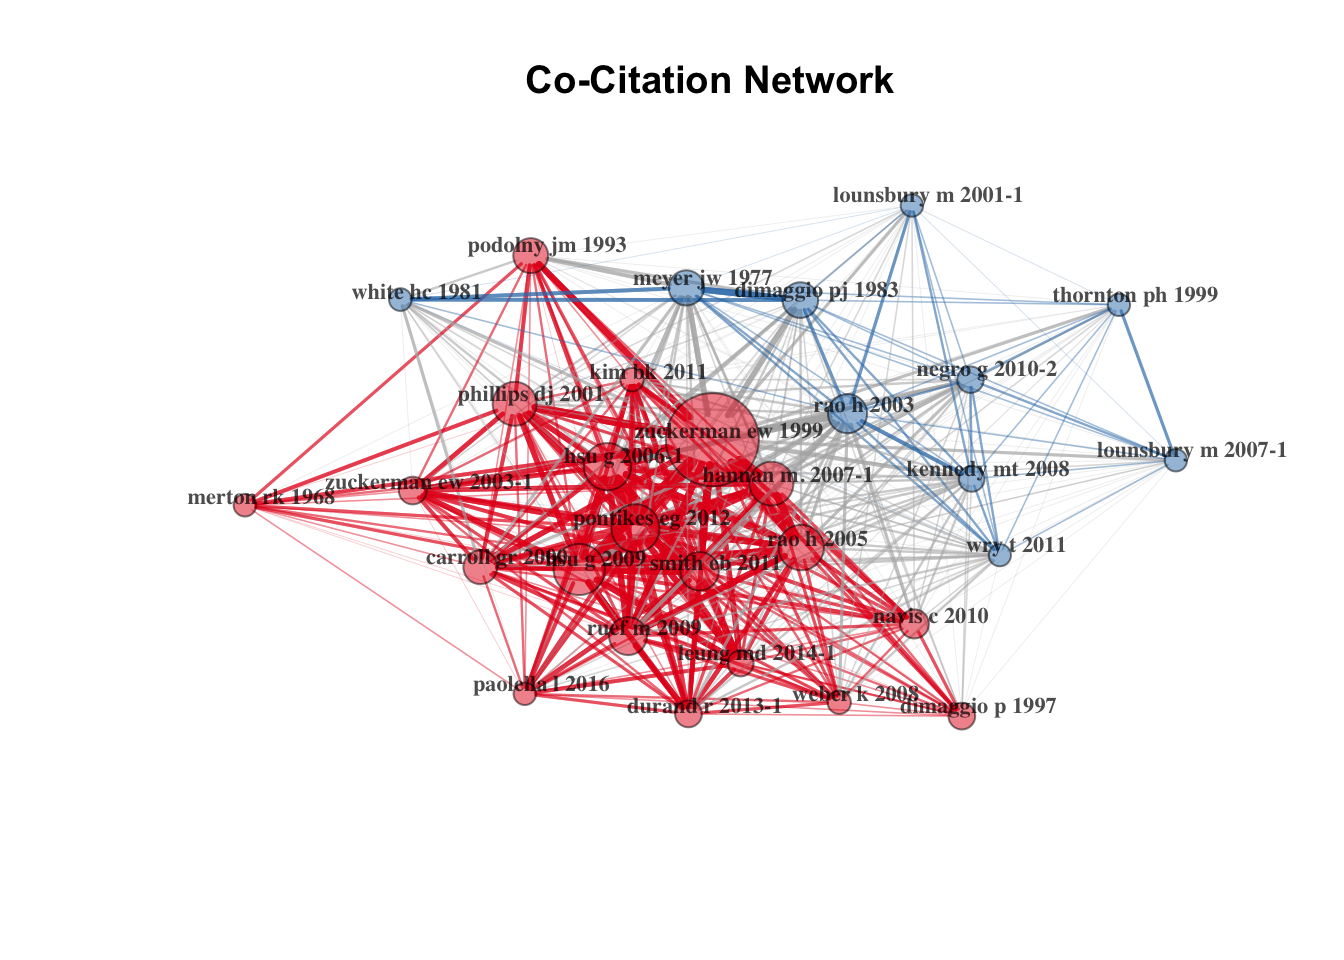 Co-Citation Network
lounsbury m 2001-1
podolny jm 1993
meyer jw 1977
white hc 1981
dimaggio pj 1983
thornton ph 1999
kim bk 2011
negro g 2010-2
phillips dj 2001
rao h 2003
zuckerman ew 1999
lounsbury m 2007-1
hsu g 2006-1
kennedy mt 2008
hannan m. 2007-1
zuckerman ew 2003-1
merton rk 1968
pontikes eg 2012
rao h 2005
wry t 2011
carroll gr 2000
hsu g 2009
smith eb 2011
navis c 2010
ruef m 2009
leung md 2014-1
paolella l 2016
weber k 2008
durand r 2013-1
dimaggio p 1997